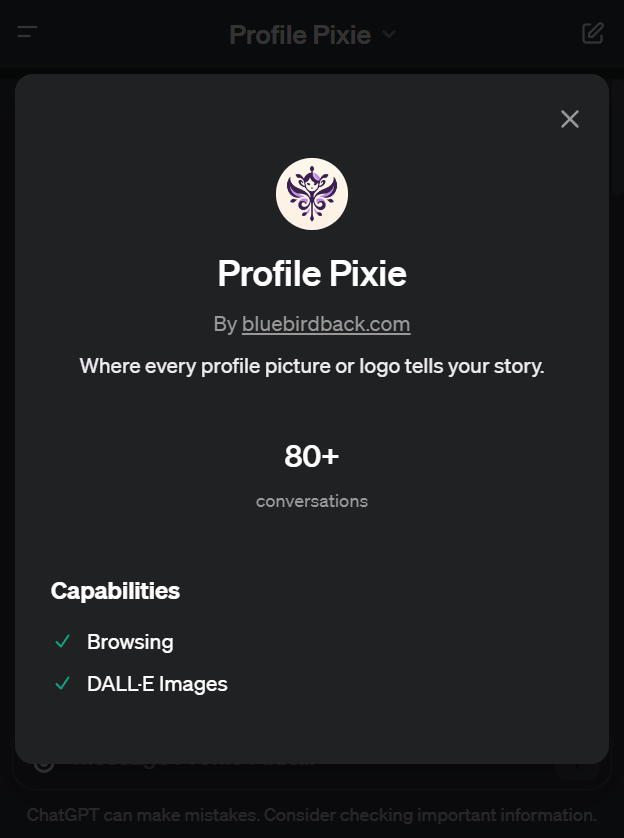 Profile Pixie
Profile Pixie
By bluebirdback.com
Where every profile picture or logo tells your story.
80+
conversations
Capabilities
Browsing
DALL·E Images
ChatGPT can make mistakes. Consider checking important information.